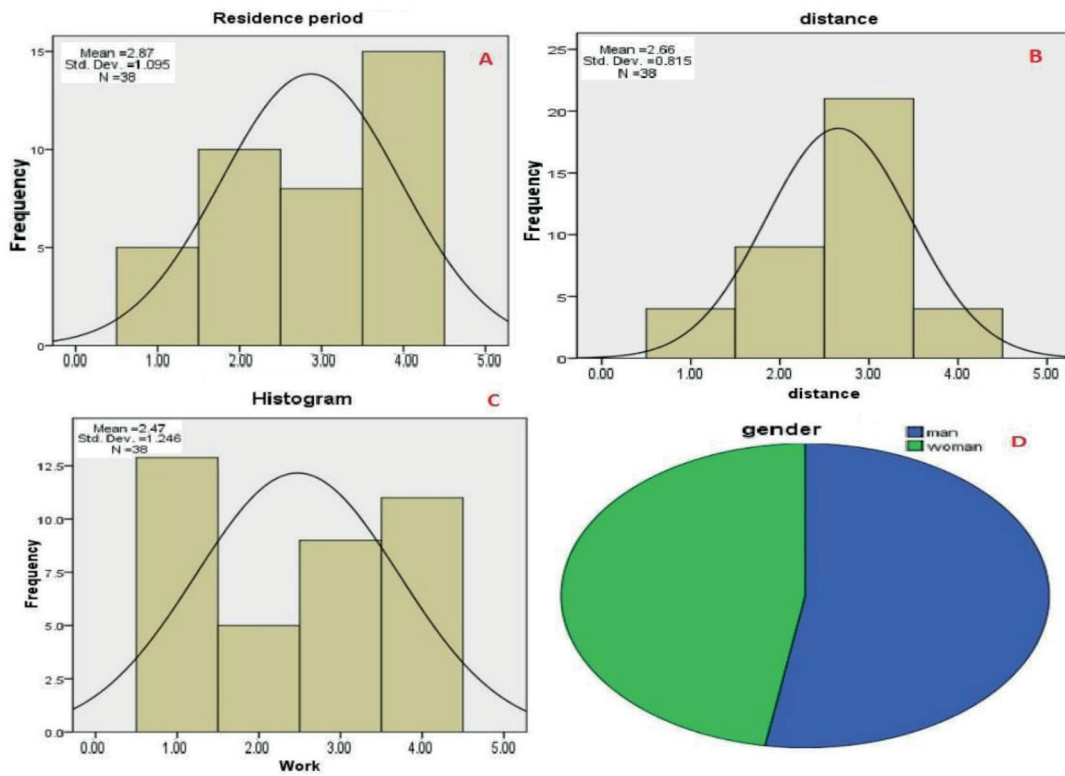 Residence period
A
Mean =2.87
Std. Dev. =1.095
N =38
Frequency
15
10
5
0
0.00 1.00 2.00 3.00 4.00 5.00
distance
B
Mean =2.66
Std. Dev. =0.815
N =38
Frequency
25
20
15
10
5
0
0.00 1.00 2.00 3.00 4.00 5.00
distance
Histogram
C
Mean =2.47
Std. Dev. =1.246
N =38
Frequency
12.5
10.0
7.5
5.0
2.5
0.0
0.00 1.00 2.00 3.00 4.00 5.00
Work
gender
man
woman
D